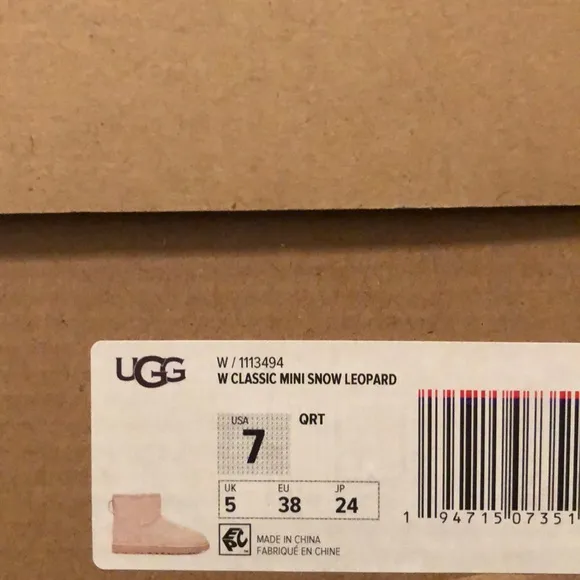 UGG
W / 1113494
W CLASSIC MINI SNOW LEOPARD
USA
7
QRT
UK EU JP
5 38 24
MADE IN CHINA
FABRIQUÉ EN CHINE
1 94715 07351